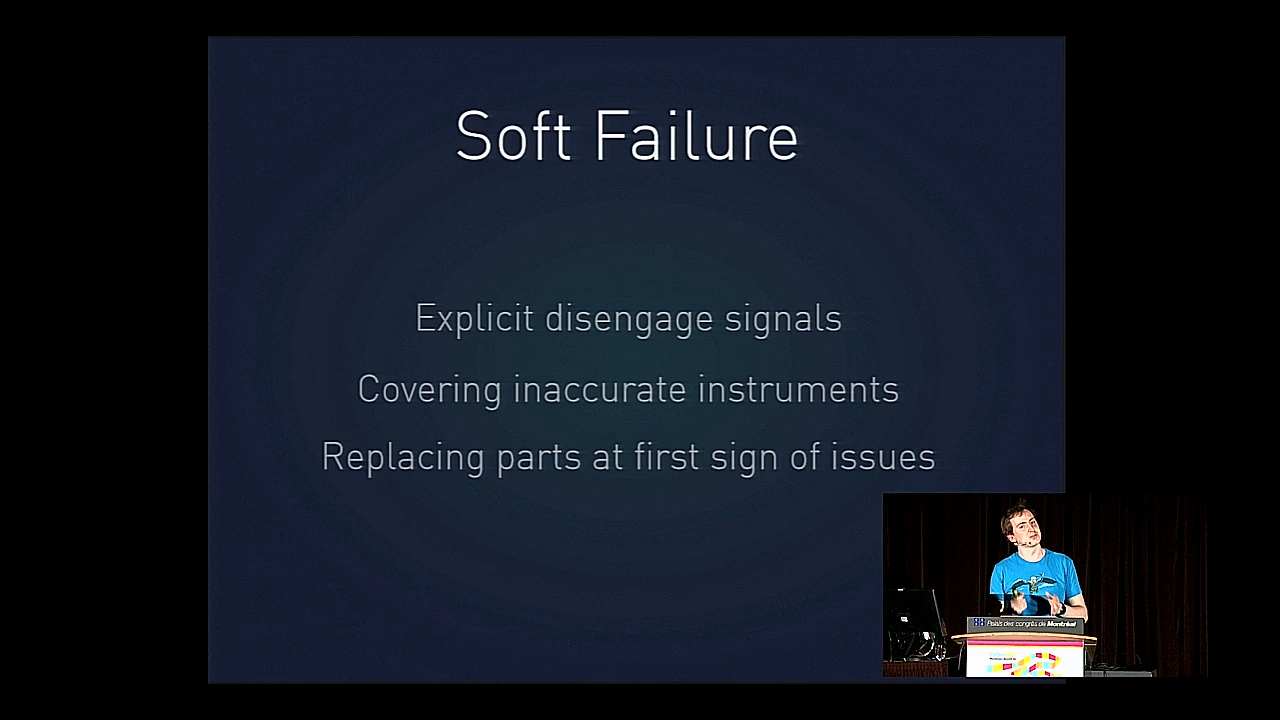 Soft Failure
Explicit disengage signals
Covering inaccurate instruments
Replacing parts at first sign of issues
Palais des congrès de Montréal